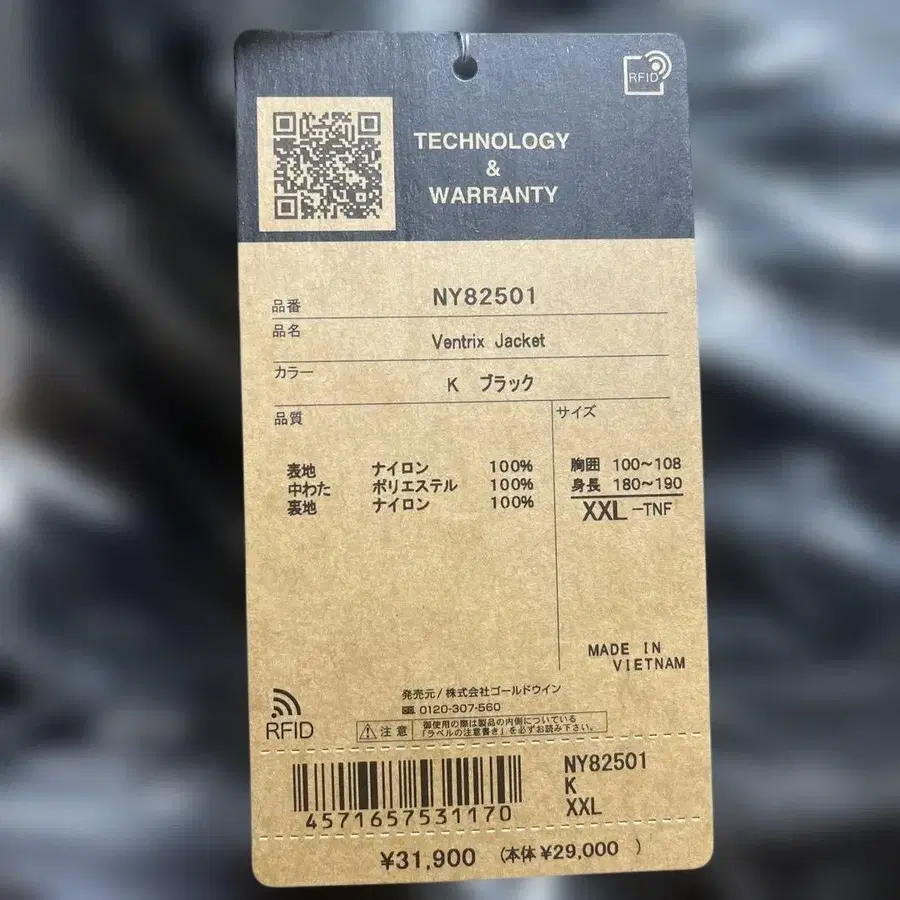 RFID
TECHNOLOGY
&
WARRANTY
品番 NY82501
品名 Ventrix Jacket
カラー K ブラック
品質
サイズ
表地 ナイロン 100%
中わた ポリエステル 100%
裏地 ナイロン 100%
胸囲 100~108
身長 180~190
XXL -TNF
MADE IN
VIETNAM
発売元/株式会社ゴールドウイン
0120-307-560
RFID
注意
御使用の際は製品の内側についている
「ラベルの注意書き」を必ずお読み下さい。
4571657531170
NY82501
K
XXL
¥31,900 (本体¥29,000 )